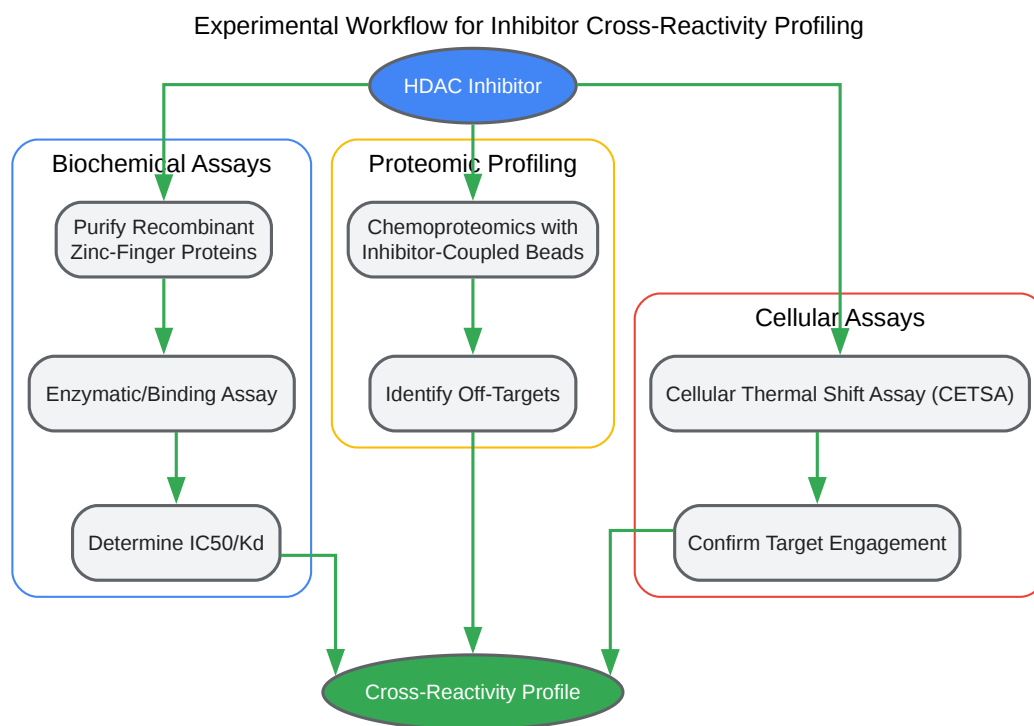 Experimental Workflow for Inhibitor Cross-Reactivity Profiling
HDAC Inhibitor
Biochemical Assays
Purify Recombinant
Zinc-Finger Proteins
Enzymatic/Binding Assay
Determine IC50/Kd
Proteomic Profiling
Chemoproteomics with
Inhibitor-Coupled Beads
Identify Off-Targets
Cellular Assays
Cellular Thermal Shift Assay (CETSA)
Confirm Target Engagement
Cross-Reactivity Profile